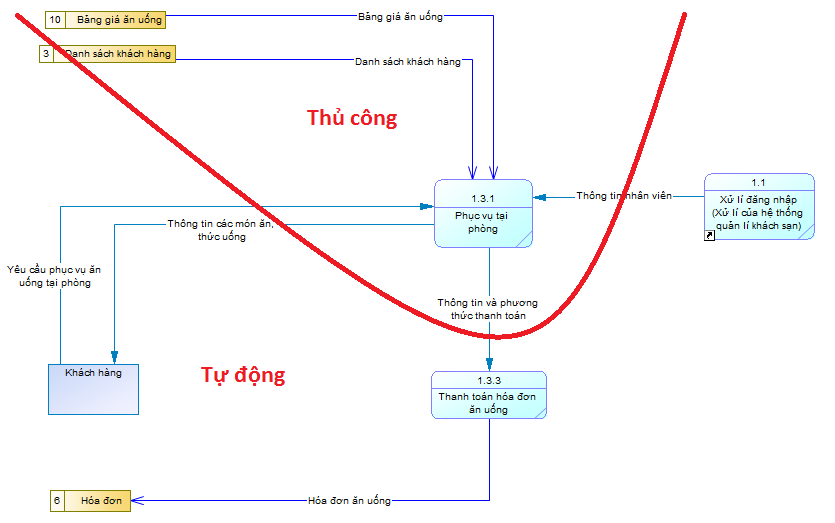 10 Bảng giá ăn uống
Bảng giá ăn uống
3 Danh sách khách hàng
Danh sách khách hàng
Thủ công
1.3.1
Phục vụ tại
phòng
Thông tin nhân viên
1.1
Xử lí đăng nhập
(Xử lí của hệ thống
quản lí khách sạn)
Thông tin các món ăn,
thức uống
Yêu cầu phục vụ ăn
uống tại phòng
Thông tin và phương
thức thanh toán
Khách hàng
Tự động
1.3.3
Thanh toán hóa đơn
ăn uống
6 Hóa đơn
Hóa đơn ăn uống